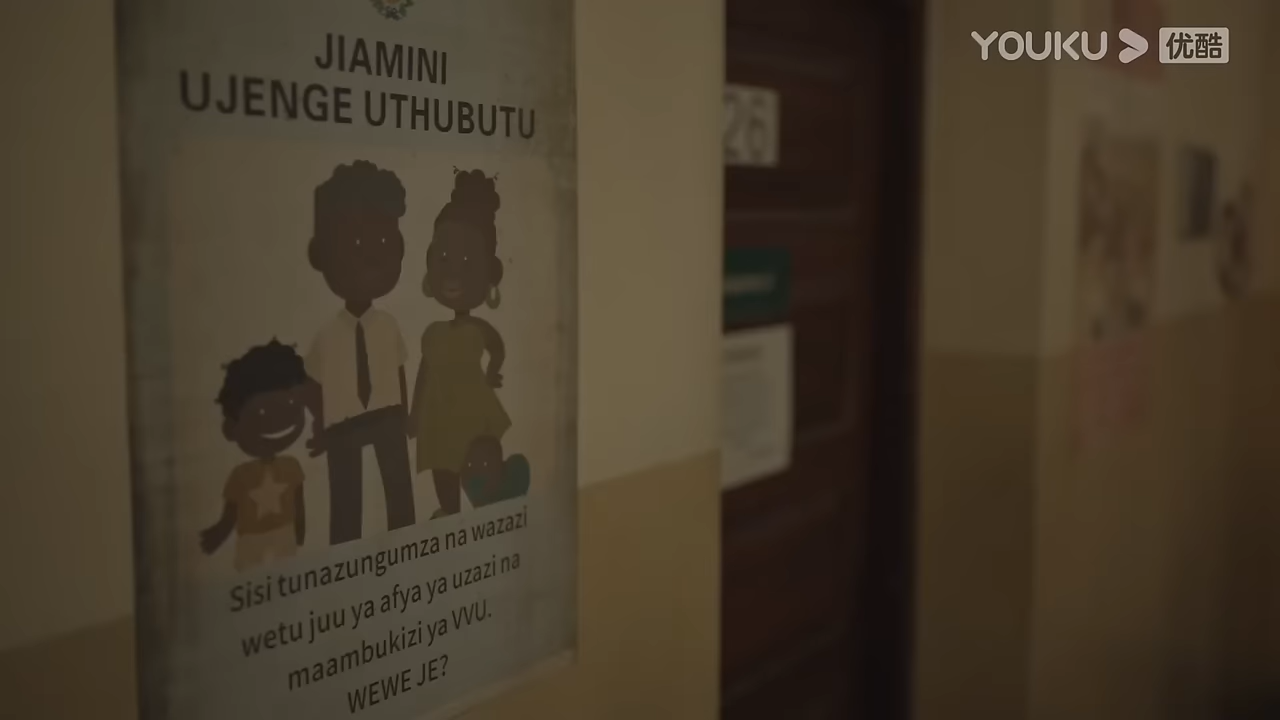 YOUKU 优酷
JIAMINI
UJENGE UTHUBUTU
26
Sisi tunazungumza na wazazi
wetu juu ya afya ya uzazi na
maambukizi ya VVU.
WEWE JE?